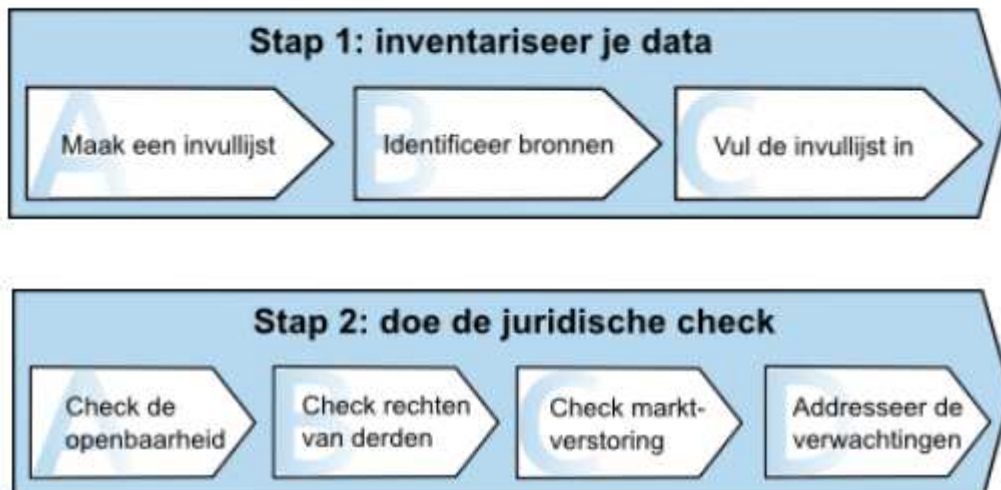 Stap 1: inventariseer je data
A
Maak een invullijst
B
Identificeer bronnen
C
Vul de invullijst in
Stap 2: doe de juridische check
A
Check de
openbaarheid
B
Check rechten
van derden
C
Check markt-
verstoring
D
Addresseer de
verwachtingen